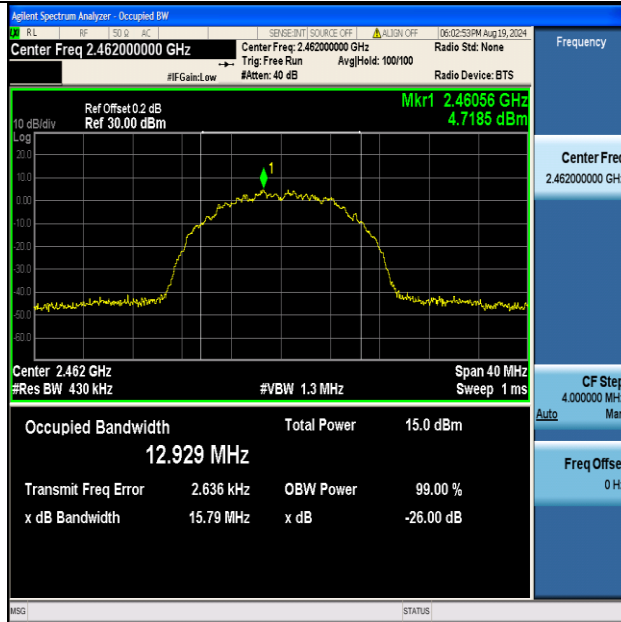 Agilent Spectrum Analyzer - Occupied BW
RL RF 50 Ω AC SENSE:INT SOURCE OFF ALIGN OFF 06:02:53PM Aug 19, 2024
Center Freq 2.462000000 GHz
Center Freq: 2.462000000 GHz
Radio Std: None
Trig: Free Run Avg|Hold: 100/100
#IFGain:Low
#Atten: 40 dB
Radio Device: BTS
Frequency
Ref Offset 0.2 dB
Mkr1 2.46056 GHz
10 dB/div Ref 30.00 dBm
4.7185 dBm
Log
20.0
10.0
0.00
-10.0
-20.0
-30.0
-40.0
-50.0
-60.0
1
Center 2.462 GHz
Span 40 MHz
#Res BW 430 kHz
#VBW 1.3 MHz
Sweep 1 ms
Occupied Bandwidth
Total Power 15.0 dBm
12.929 MHz
Transmit Freq Error 2.636 kHz OBW Power 99.00 %
x dB Bandwidth 15.79 MHz x dB -26.00 dB
Center Freq
2.462000000 GHz
CF Step
4.000000 MHz
Auto Man
Freq Offse
0 Hz
MSG
STATUS